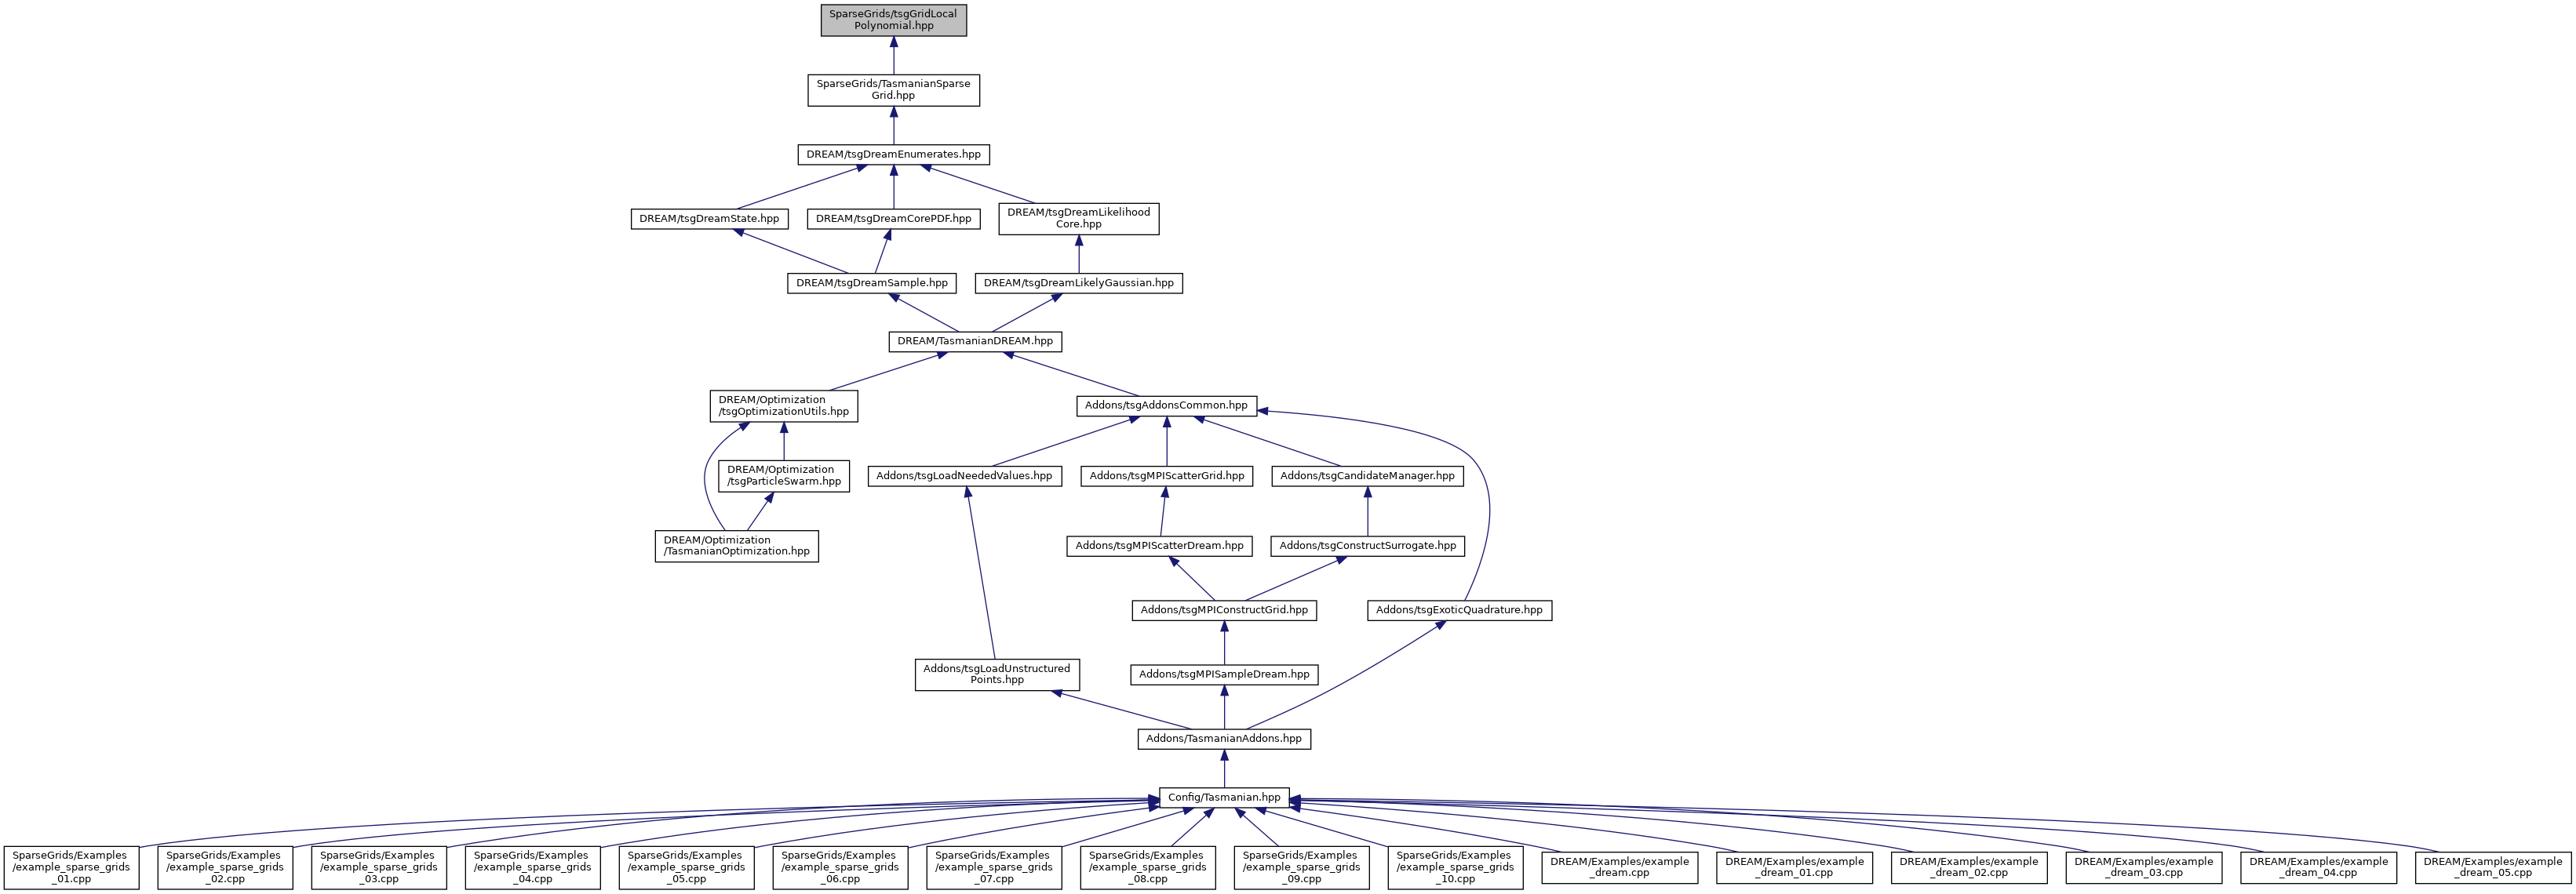 SparseGrids/tsgGridLocal
Polynomial.hpp
SparseGrids/TasmanianSparse
Grid.hpp
DREAM/tsgDreamEnumerates.hpp
DREAM/tsgDreamState.hpp
DREAM/tsgDreamCorePDF.hpp
DREAM/tsgDreamLikelihood
Core.hpp
DREAM/tsgDreamSample.hpp
DREAM/tsgDreamLikelyGaussian.hpp
DREAM/TasmanianDREAM.hpp
DREAM/Optimization
/tsgOptimizationUtils.hpp
Addons/tsgAddonsCommon.hpp
DREAM/Optimization
/tsgParticleSwarm.hpp
Addons/tsgLoadNeededValues.hpp
Addons/tsgMPIScatterGrid.hpp
Addons/tsgCandidateManager.hpp
DREAM/Optimization
/TasmanianOptimization.hpp
Addons/tsgMPIScatterDream.hpp
Addons/tsgConstructSurrogate.hpp
Addons/tsgMPIConstructGrid.hpp
Addons/tsgExoticQuadrature.hpp
Addons/tsgLoadUnstructured
Points.hpp
Addons/tsgMPISampleDream.hpp
Addons/TasmanianAddons.hpp
Config/Tasmanian.hpp
SparseGrids/Examples
/example_sparse_grids
_01.cpp
SparseGrids/Examples
/example_sparse_grids
_02.cpp
SparseGrids/Examples
/example_sparse_grids
_03.cpp
SparseGrids/Examples
/example_sparse_grids
_04.cpp
SparseGrids/Examples
/example_sparse_grids
_05.cpp
SparseGrids/Examples
/example_sparse_grids
_06.cpp
SparseGrids/Examples
/example_sparse_grids
_07.cpp
SparseGrids/Examples
/example_sparse_grids
_08.cpp
SparseGrids/Examples
/example_sparse_grids
_09.cpp
SparseGrids/Examples
/example_sparse_grids
_10.cpp
DREAM/Examples/example
_dream.cpp
DREAM/Examples/example
_dream_01.cpp
DREAM/Examples/example
_dream_02.cpp
DREAM/Examples/example
_dream_03.cpp
DREAM/Examples/example
_dream_04.cpp
DREAM/Examples/example
_dream_05.cpp